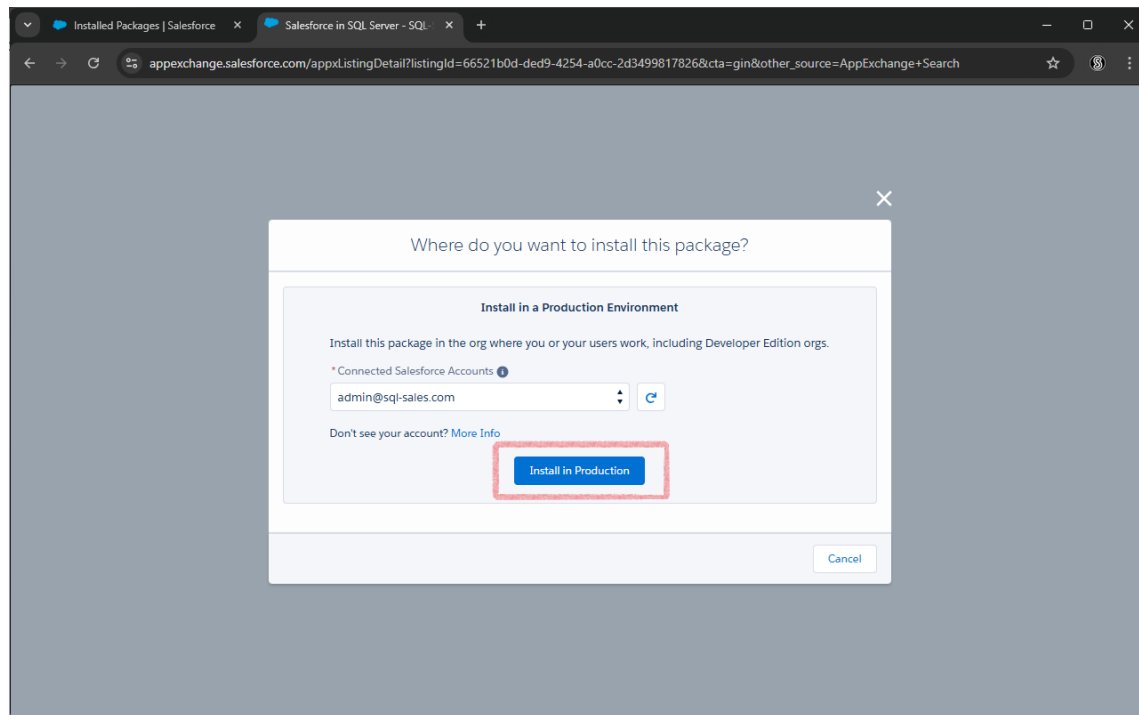 Installed Packages | Salesforce
Salesforce in SQL Server - SQL-
appexchange.salesforce.com/appxListingDetail?listingId=66521b0d-ded9-4254-a0cc-2d3499817826&cta=gin&other_source=AppExchange+Search
Where do you want to install this package?
Install in a Production Environment
Install this package in the org where you or your users work, including Developer Edition orgs.
*Connected Salesforce Accounts
admin@sql-sales.com
Don't see your account? More Info
Install in Production
Cancel